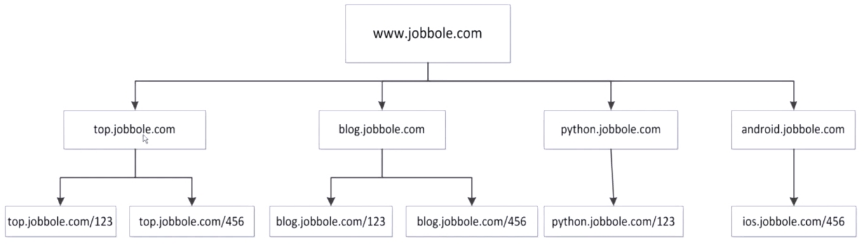 www.jobbole.com
top.jobbole.com
blog.jobbole.com
python.jobbole.com
android.jobbole.com
top.jobbole.com/123
top.jobbole.com/456
blog.jobbole.com/123
blog.jobbole.com/456
python.jobbole.com/123
ios.jobbole.com/456